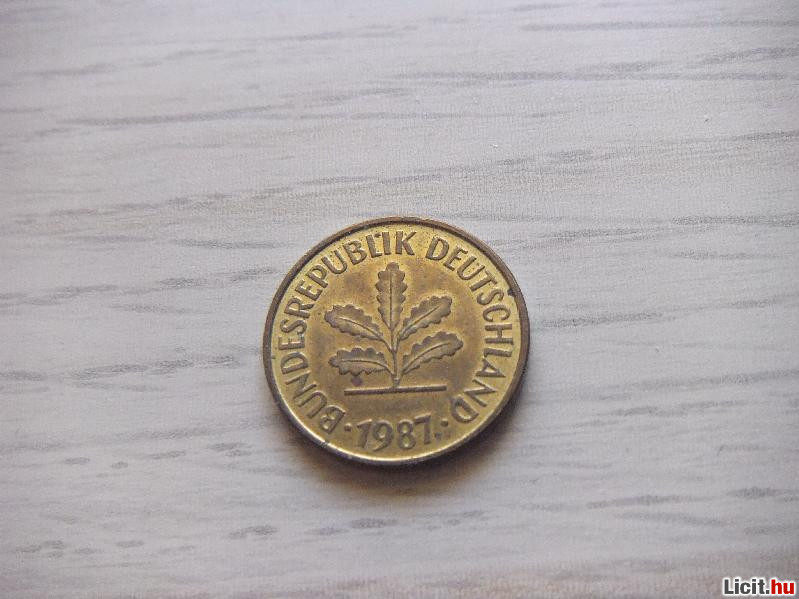 BUNDESREPUBLIK DEUTSCHLAND
· 1987 ·
Licit.hu